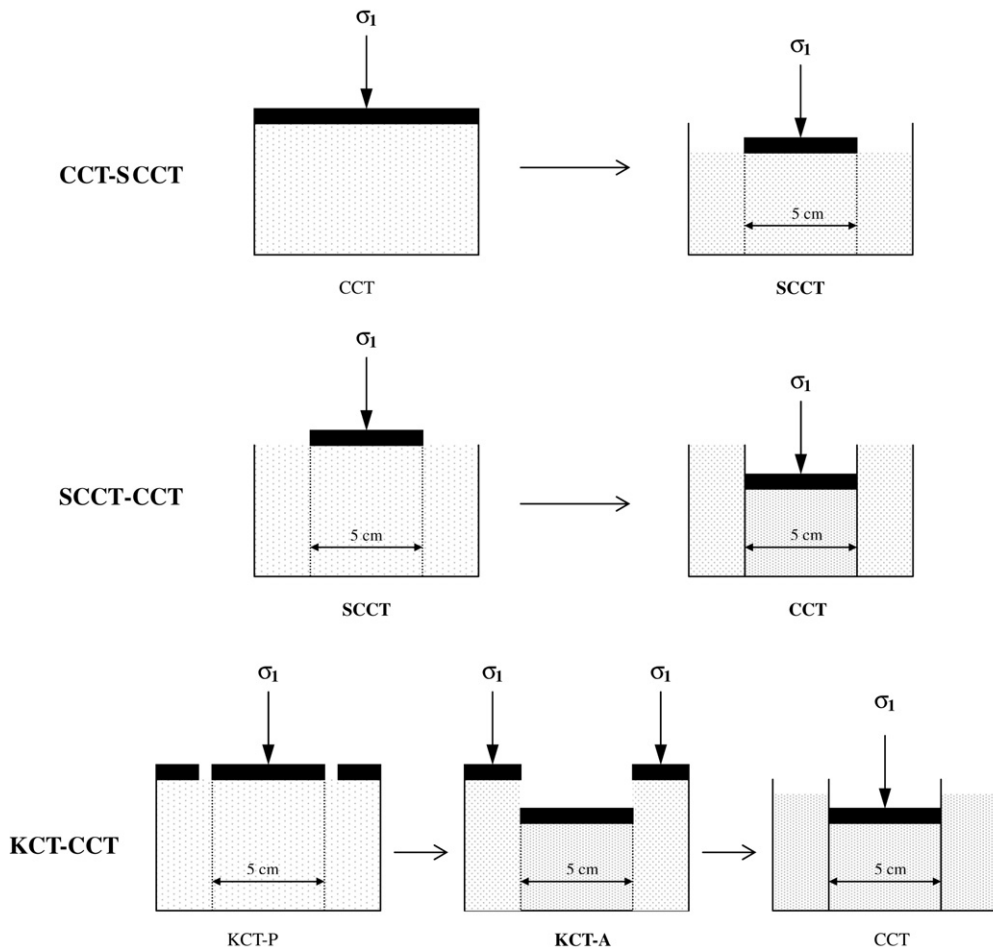 σ1
σ1
CCT-SCCT
5 cm
CCT
SCCT
σ1
σ1
SCCT-CCT
5 cm
5 cm
SCCT
CCT
σ1
σ1
σ1
σ1
KCT-CCT
5 cm
5 cm
5 cm
KCT-P
KCT-A
CCT